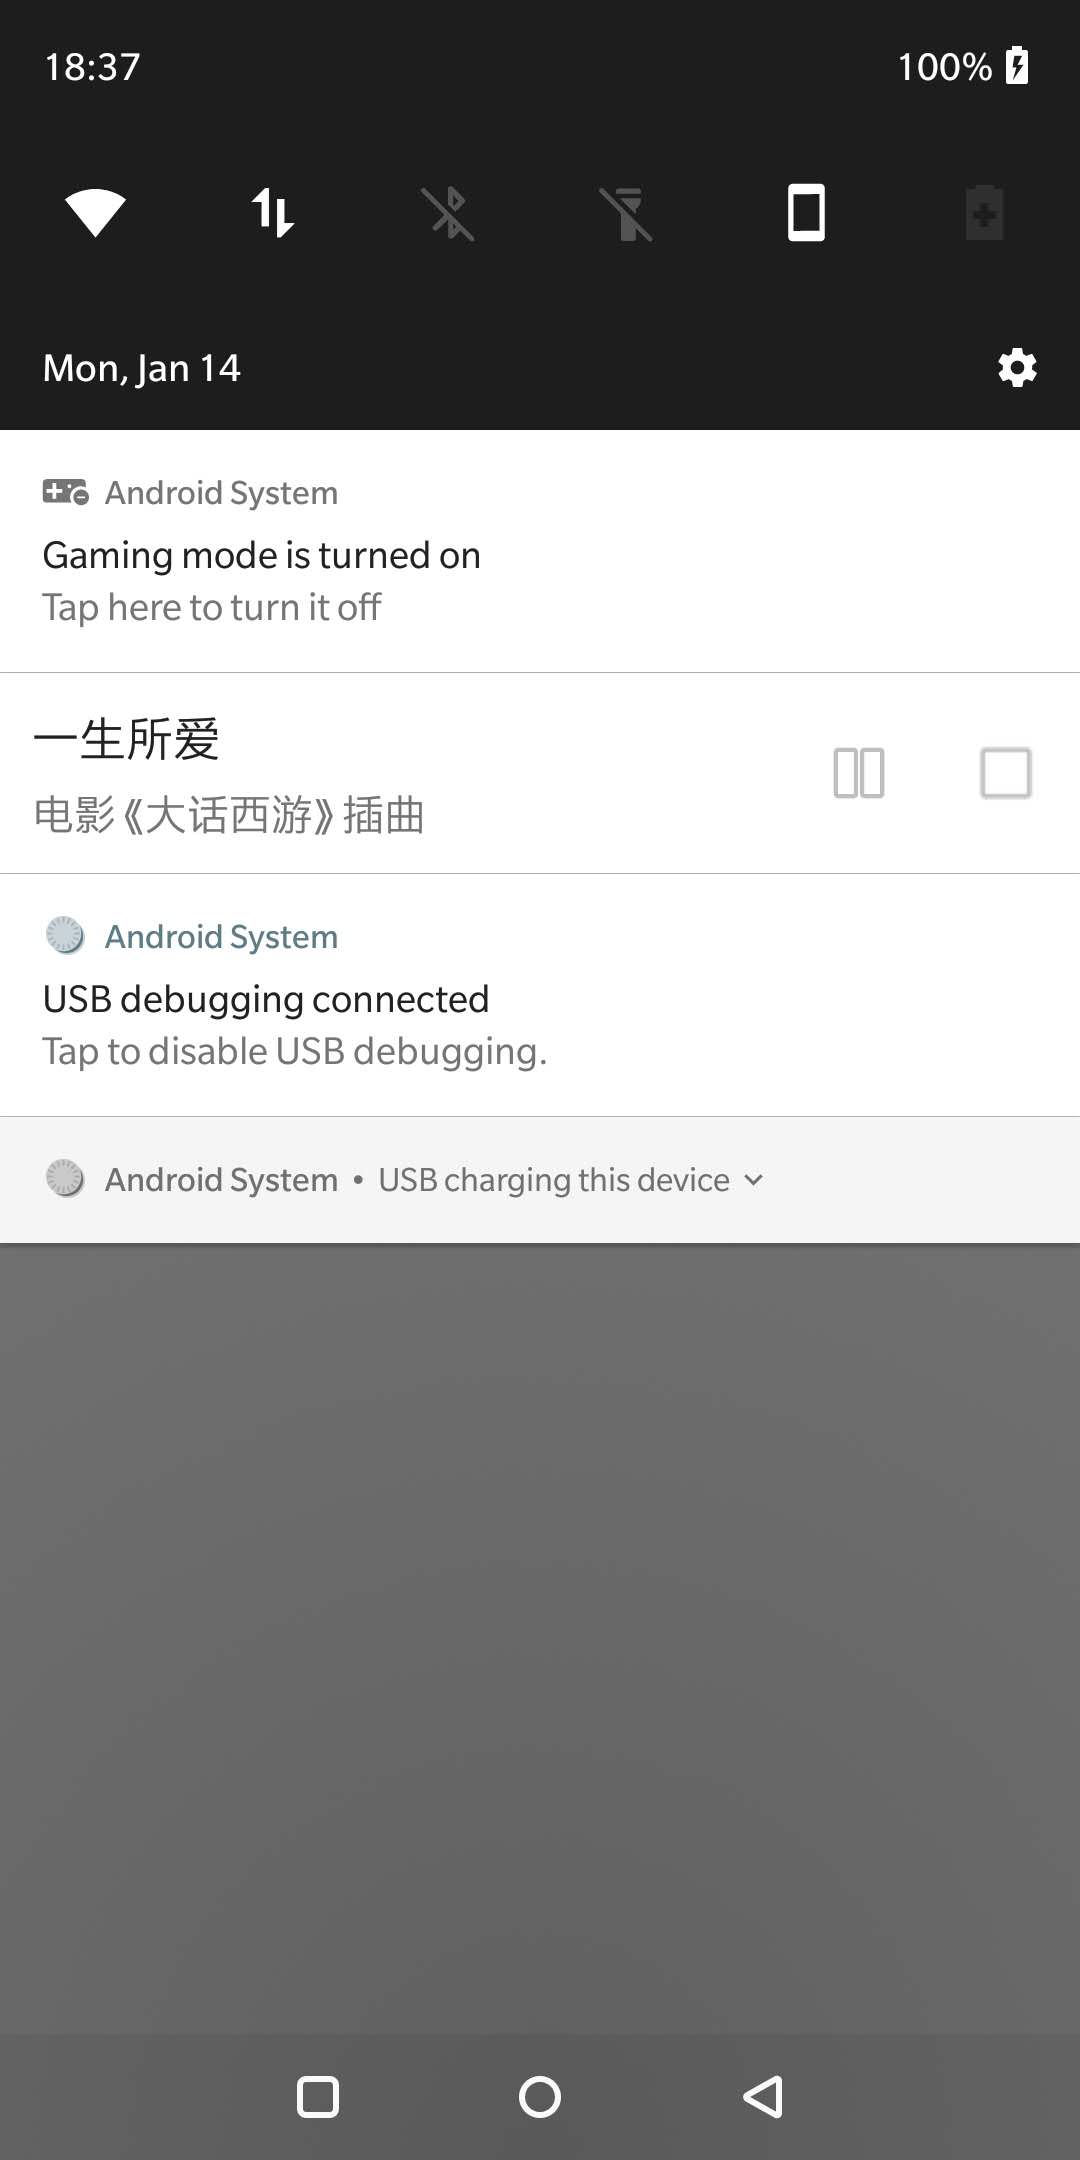 18:37 100%
Mon, Jan 14
Android System
Gaming mode is turned on
Tap here to turn it off
一生所爱
电影《大话西游》插曲
Android System
USB debugging connected
Tap to disable USB debugging.
Android System • USB charging this device